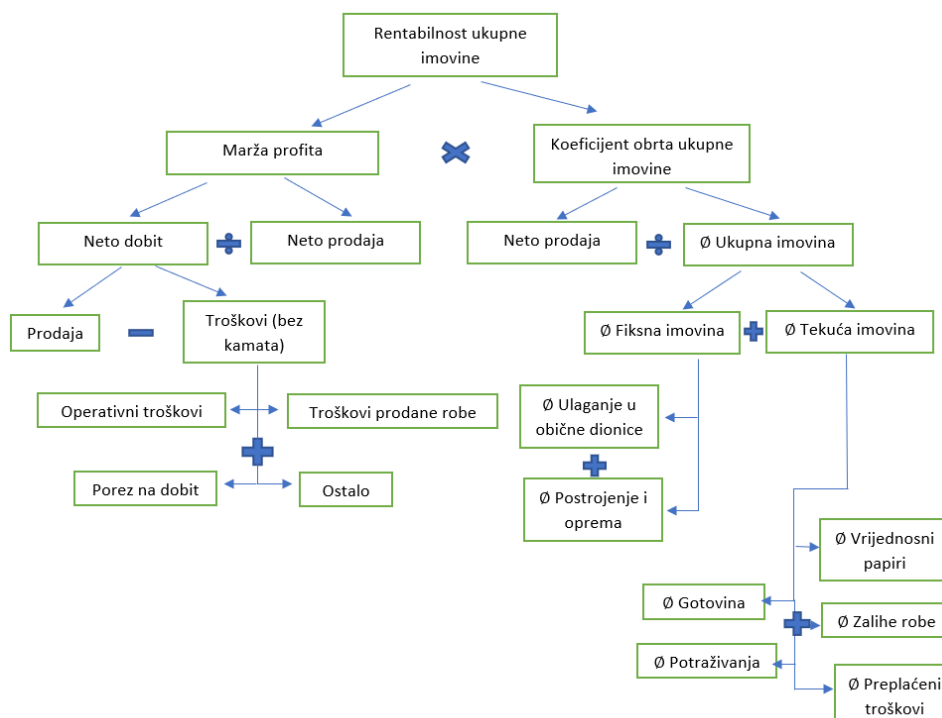 Rentabilnost ukupne
imovine
Marža profita
Koeficijent obrta ukupne
imovine
Neto dobit
Neto prodaja
Neto prodaja
Ø Ukupna imovina
Prodaja
Troškovi (bez
kamata)
Ø Fiksna imovina
Ø Tekuća imovina
Operativni troškovi
Troškovi prodane robe
Ø Ulaganje u
obične dionice
Porez na dobit
Ostalo
Ø Postrojenje i
oprema
Ø Vrijednosni
papiri
Ø Gotovina
Ø Zalihe robe
Ø Potraživanja
Ø Preplaćeni
troškovi